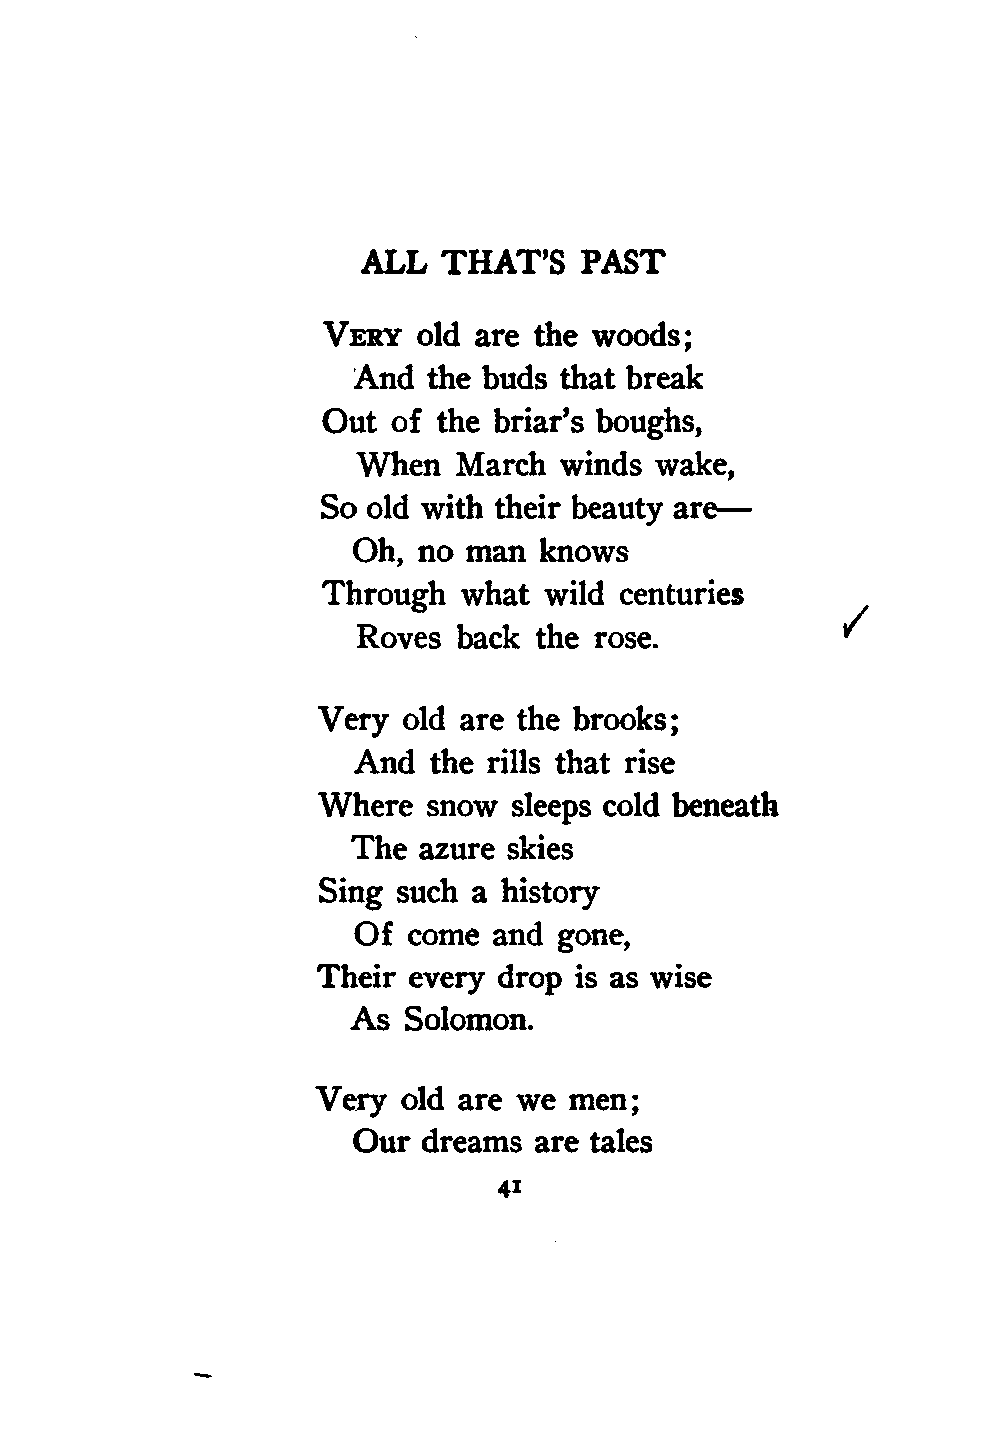 ALL THAT'S PAST
VERY old are the woods;
And the buds that break
Out of the briar's boughs,
When March winds wake,
So old with their beauty are—
Oh, no man knows
Through what wild centuries
Roves back the rose.
Very old are the brooks;
And the rills that rise
Where snow sleeps cold beneath
The azure skies
Sing such a history
Of come and gone,
Their every drop is as wise
As Solomon.
Very old are we men;
Our dreams are tales
41